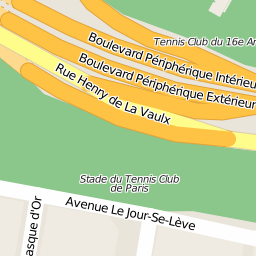 Tennis Club du 16e Ar
Boulevard Périphérique Intérieu
Boulevard Périphérique Extérieur
Rue Henry de La Vaulx
Stade du Tennis Club
de Paris
Avenue Le Jour-Se-Lève
asque d'Or